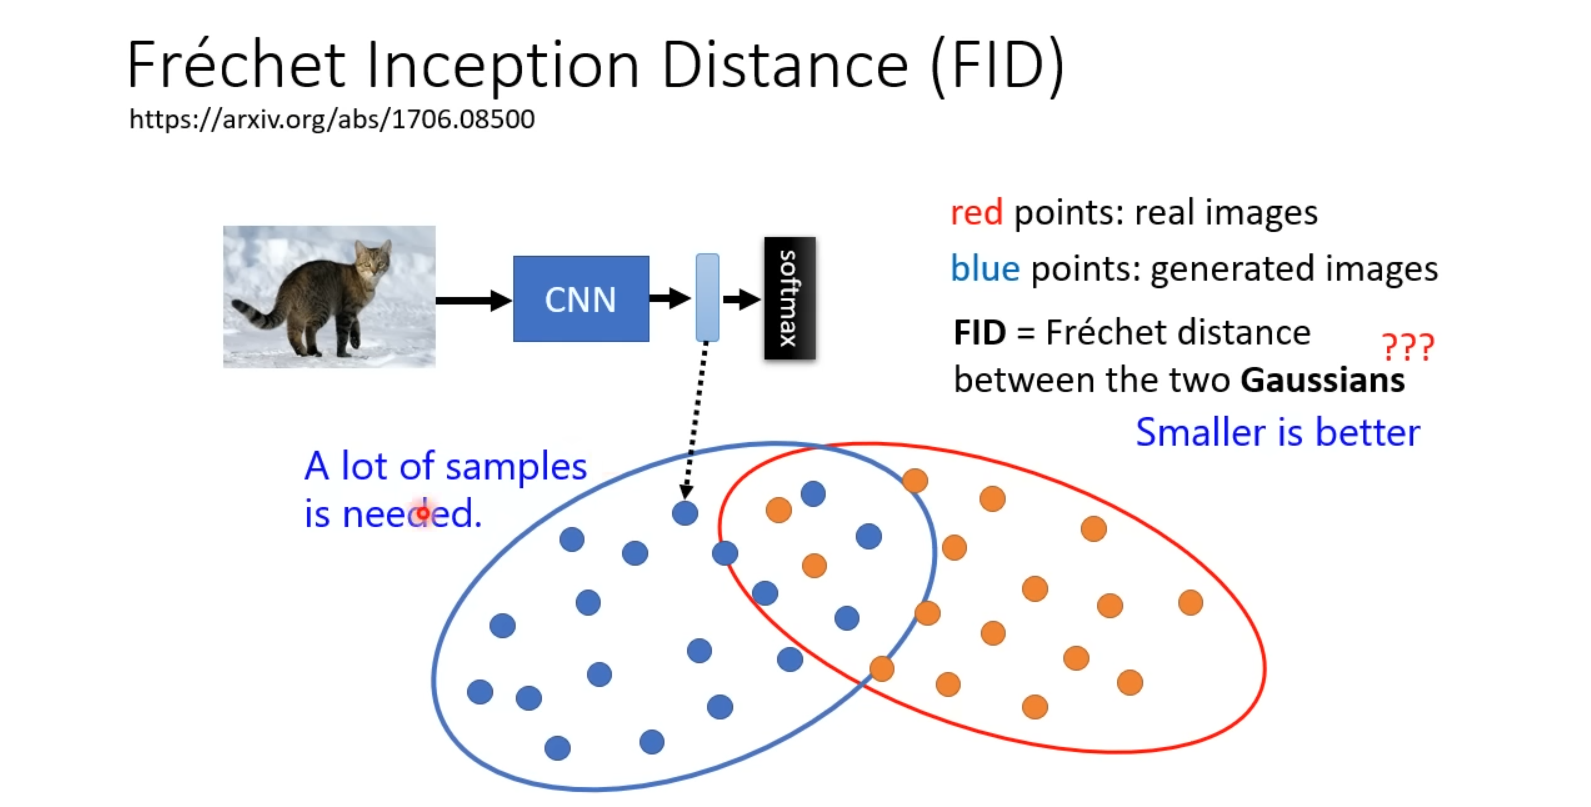 Fréchet Inception Distance (FID)
https://arxiv.org/abs/1706.08500
CNN
softmax
red points: real images
blue points: generated images
FID = Fréchet distance
???
between the two Gaussians
Smaller is better
A lot of samples
is needed.